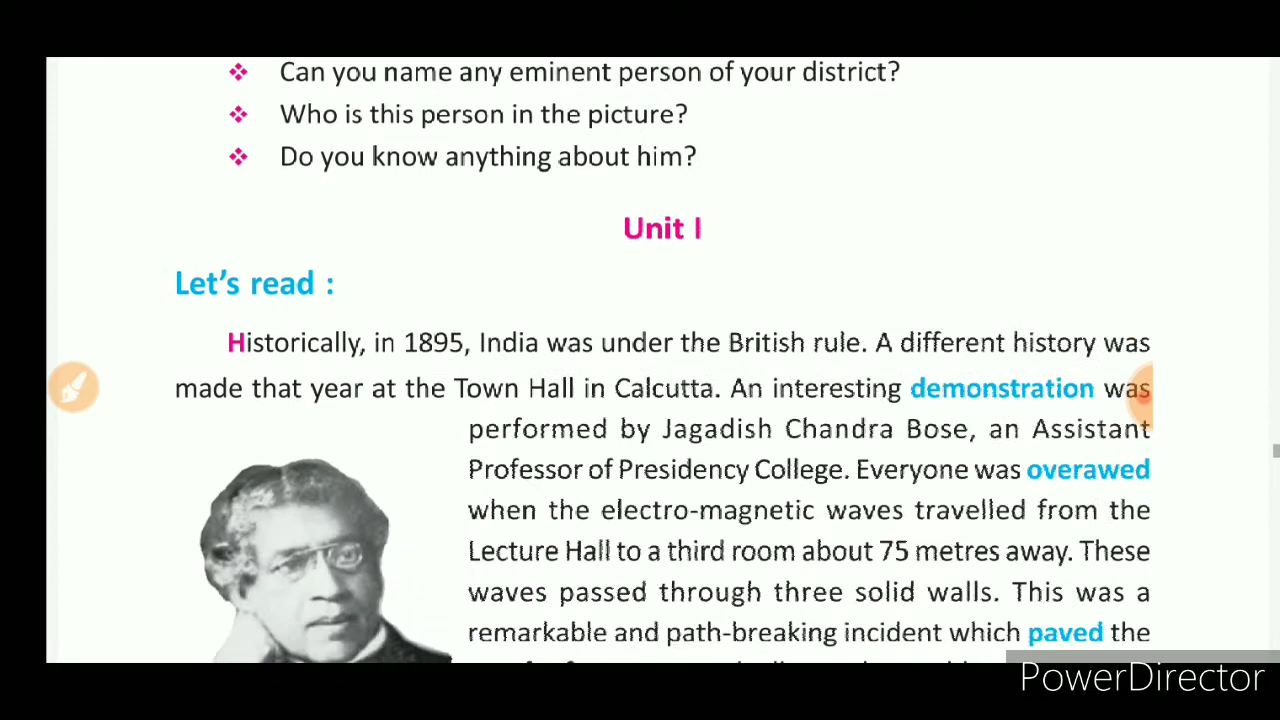 Can you name any eminent person of your district?
Who is this person in the picture?
Do you know anything about him?
Unit I
Let's read :
Historically, in 1895, India was under the British rule. A different history was
made that year at the Town Hall in Calcutta. An interesting demonstration was
performed by Jagadish Chandra Bose, an Assistant
Professor of Presidency College. Everyone was overawed
when the electro-magnetic waves travelled from the
Lecture Hall to a third room about 75 metres away. These
waves passed through three solid walls. This was a
remarkable and path-breaking incident which paved the
PowerDirector